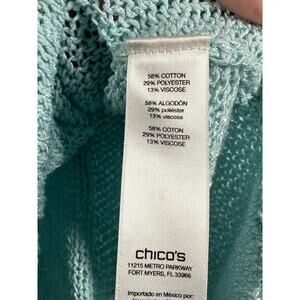 58% COTTON
29% POLYESTER
13% VISCOSE
58% ALGODÓN
29% poliéster
13% viscosa
58% COTON
29% POLYESTER
13% VISCOSE
chico's
11215 METRO PARKWAY
FORT MYERS, FL 33966
Importado en México